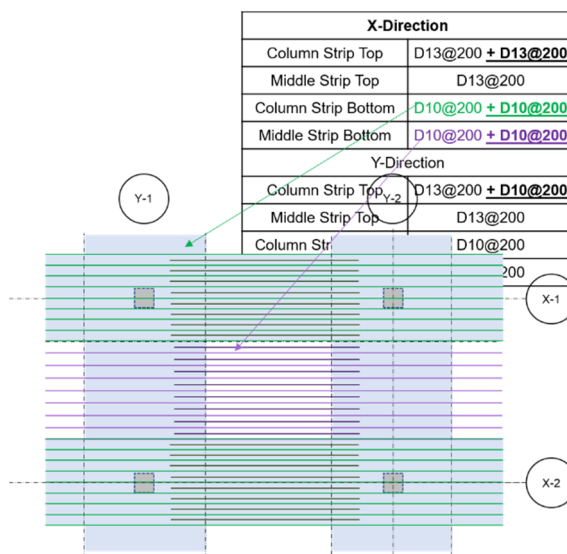 X-Direction
Column Strip Top D13@200 + D13@200
Middle Strip Top D13@200
Column Strip Bottom D10@200 + D10@200
Middle Strip Bottom D10@200 + D10@200
Y-Direction
Column Strip Top D13@200 + D10@200
Middle Strip Top D13@200
Column Str D10@200
200
Y-1
Y-2
X-1
X-2